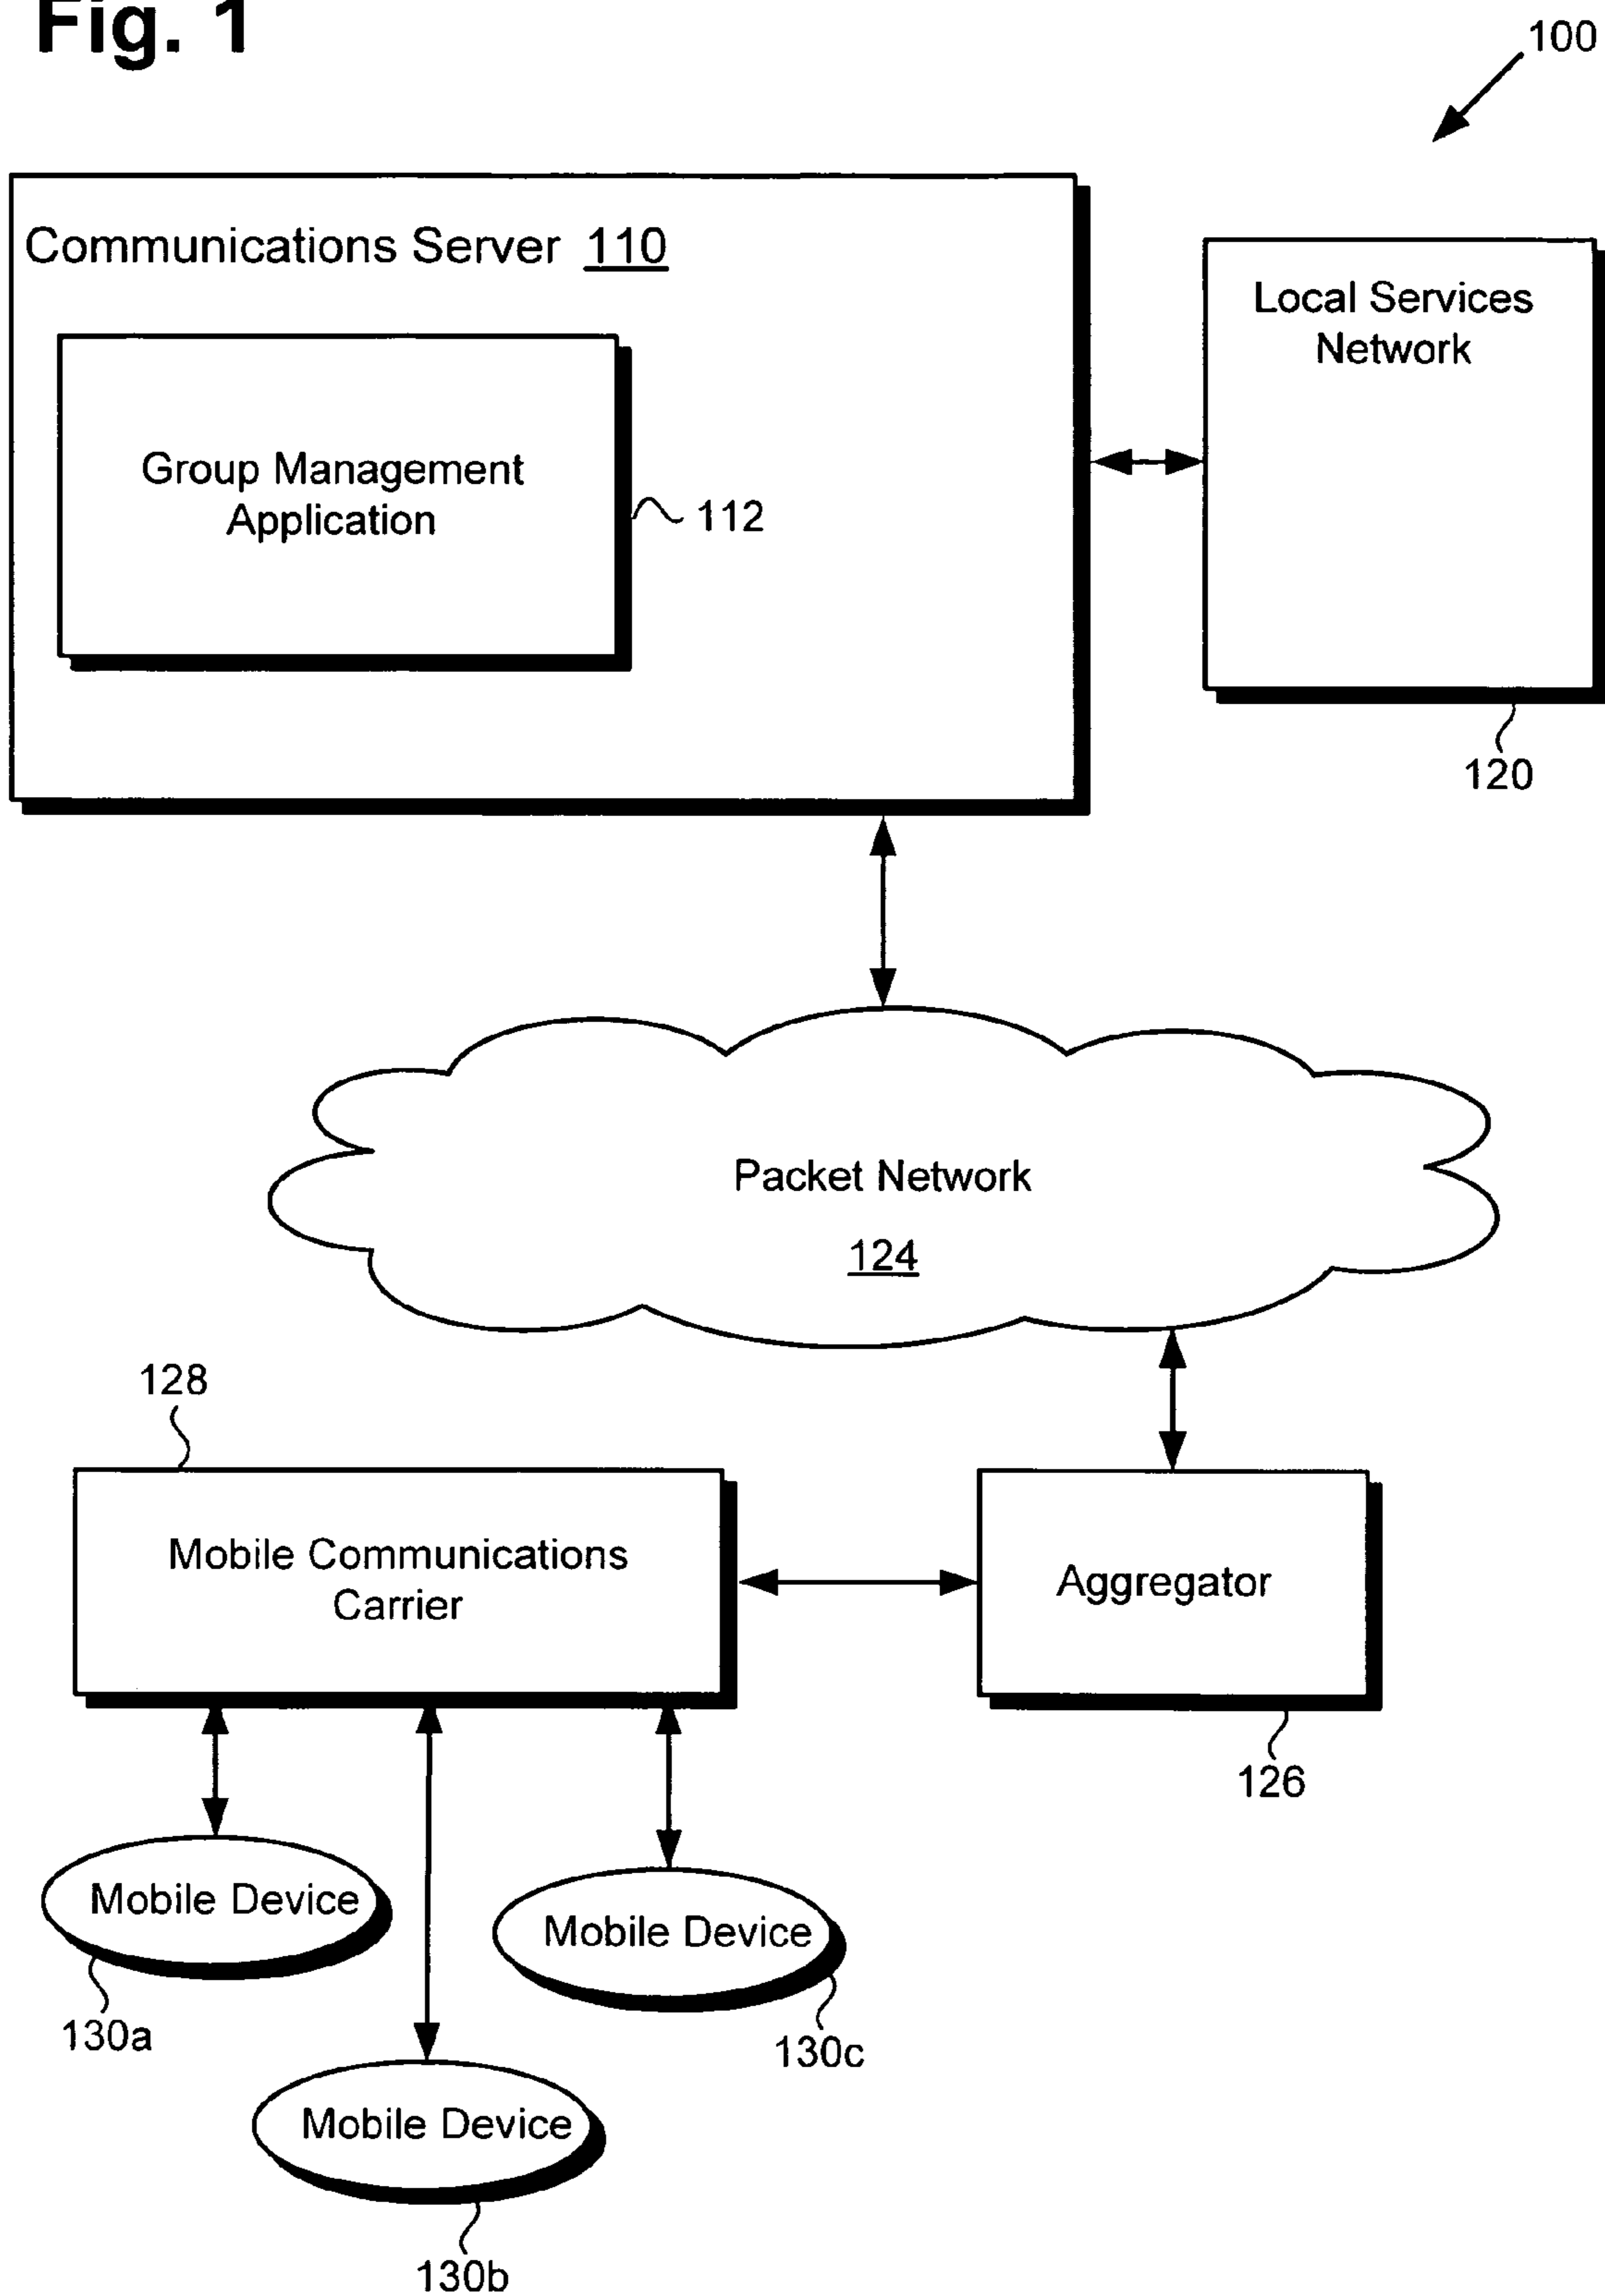 Fig. 1
100
Communications Server 110
Local Services
Network
Group Management
Application
112
120
Packet Network
124
128
Mobile Communications
Carrier
Aggregator
126
Mobile Device
Mobile Device
130a
130c
Mobile Device
130b